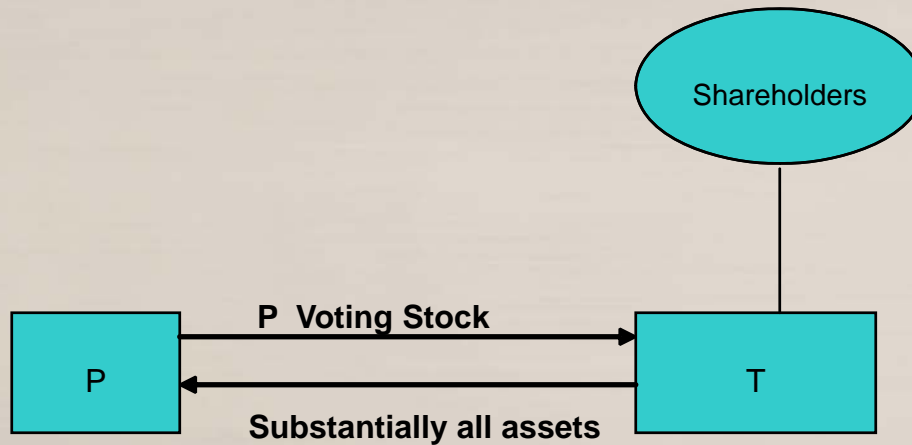 Shareholders
P Voting Stock
P
T
Substantially all assets